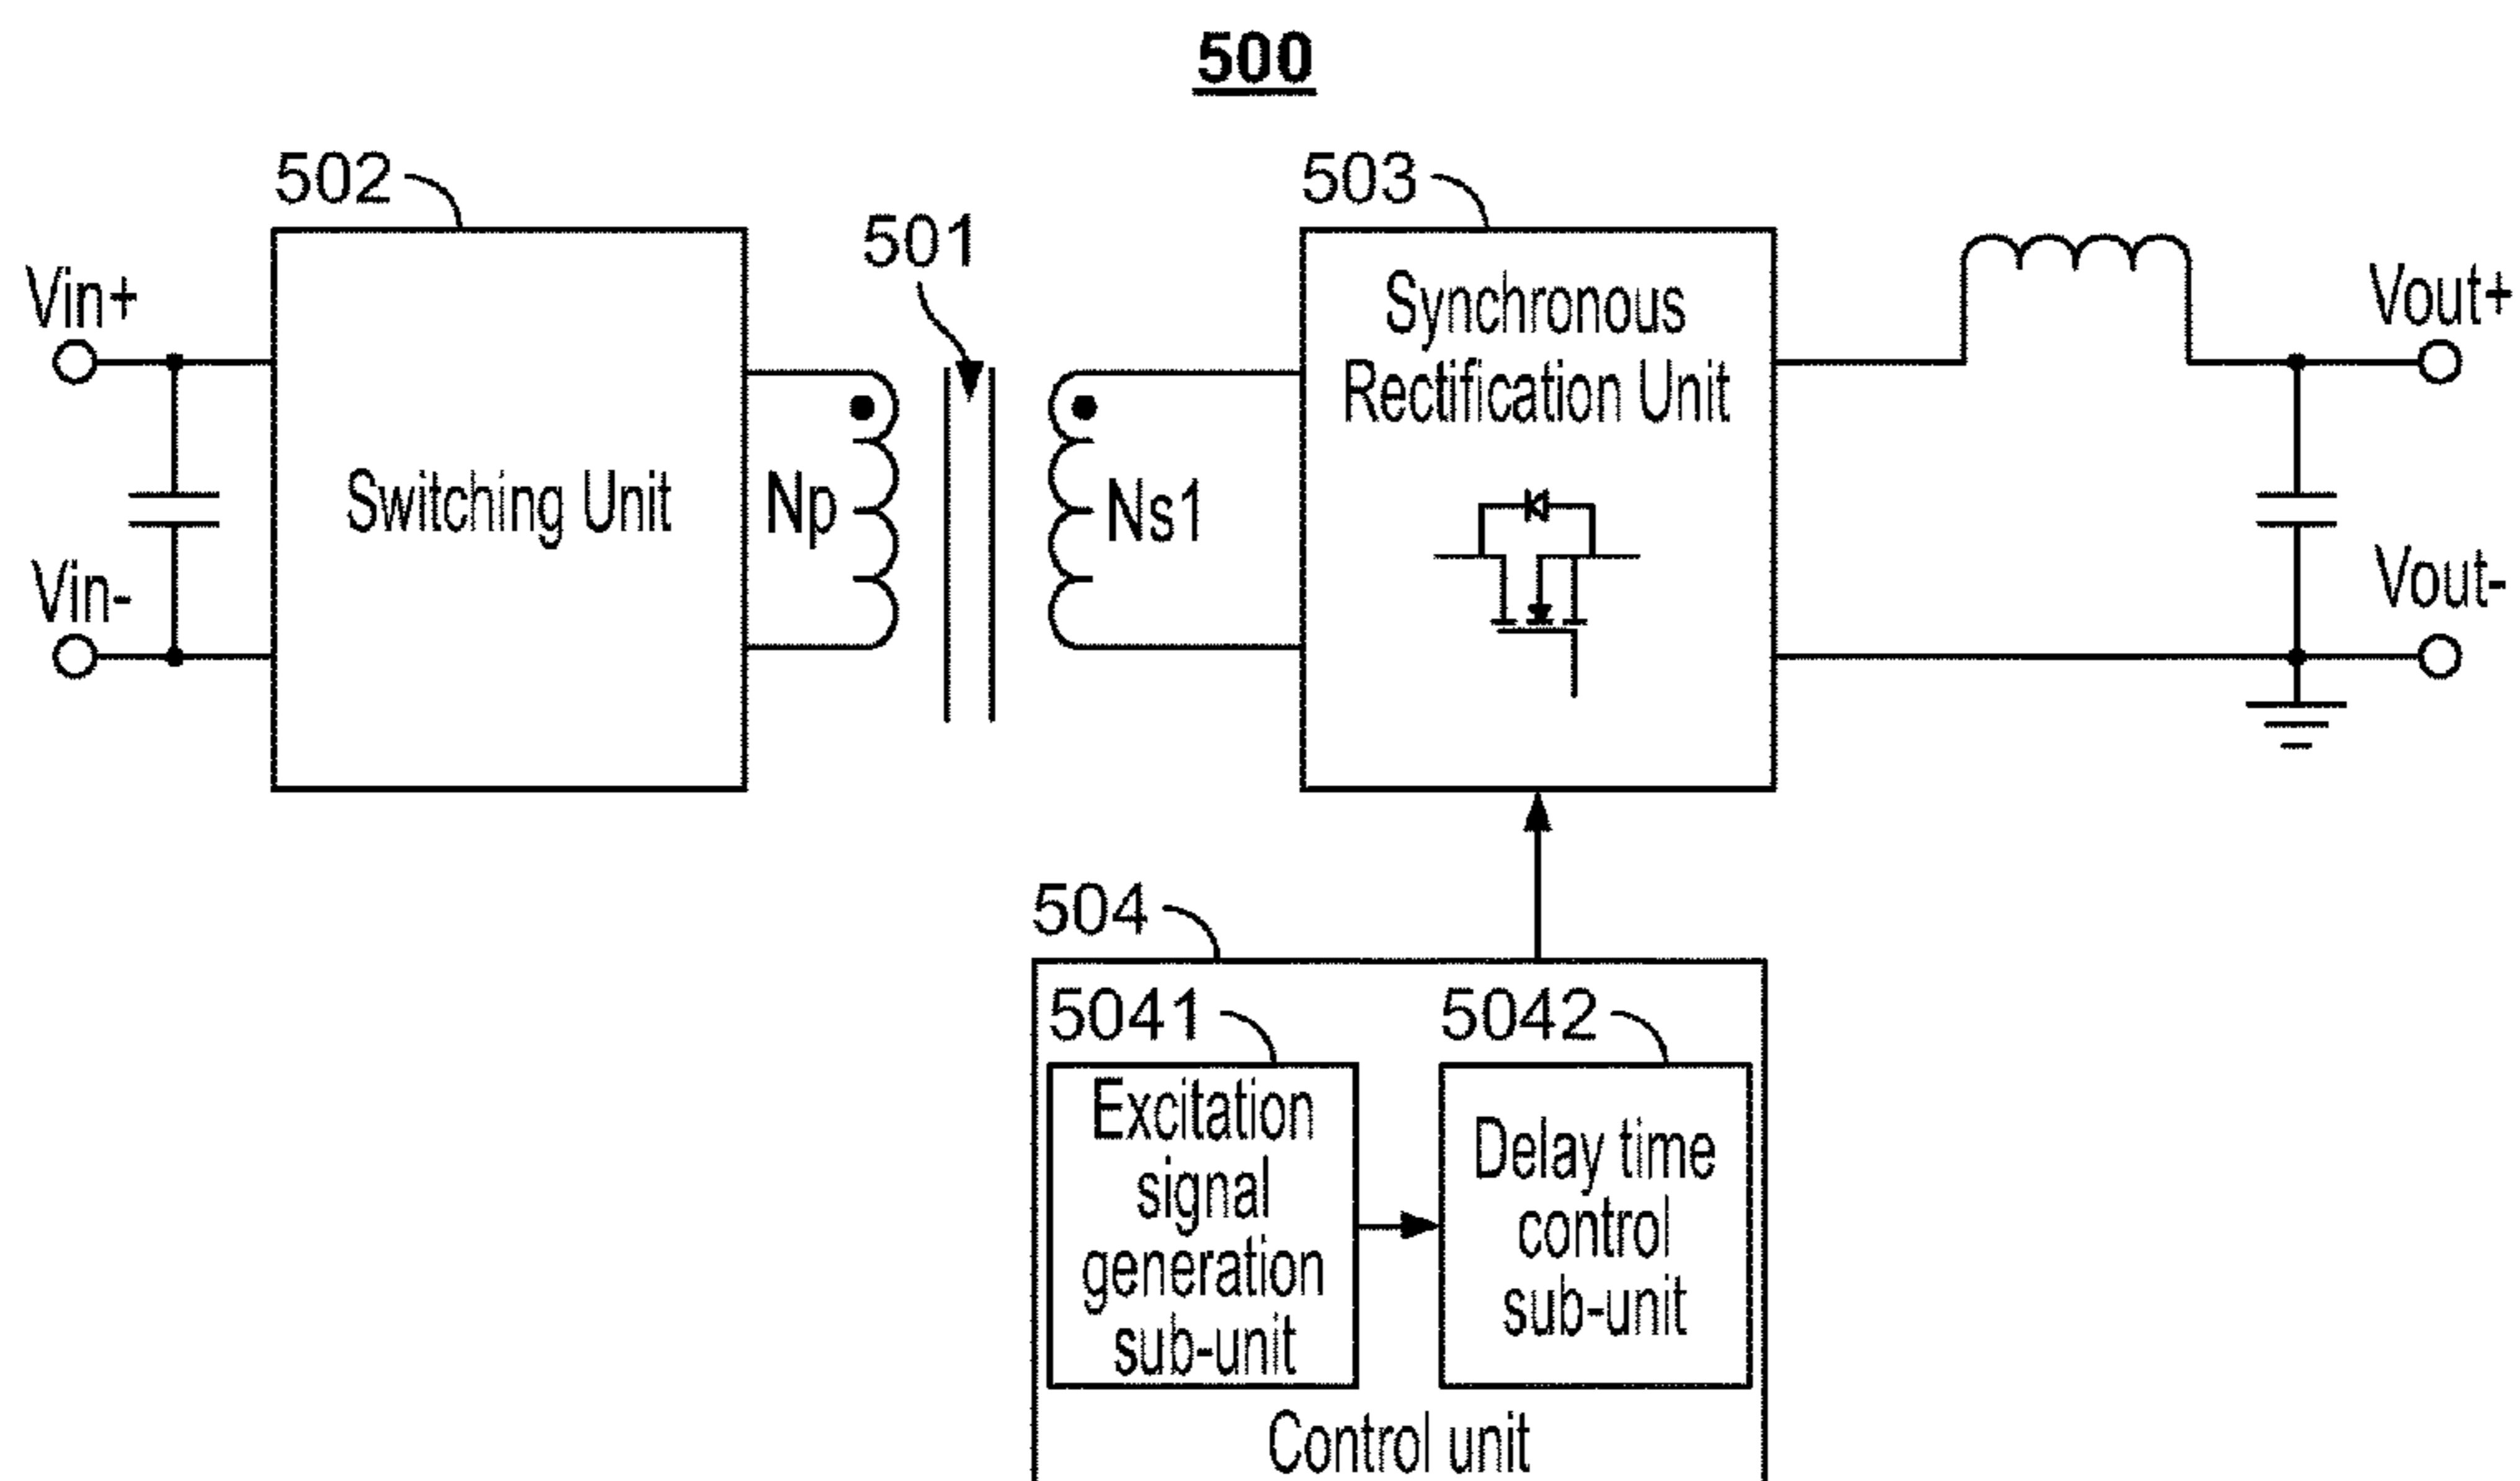 500
502
501
503
Vin+
Vin-
Switching Unit
Np
Ns1
Synchronous
Rectification Unit
Vout+
Vout-
504
5041
5042
Excitation
signal
generation
sub-unit
Delay time
control
sub-unit
Control unit